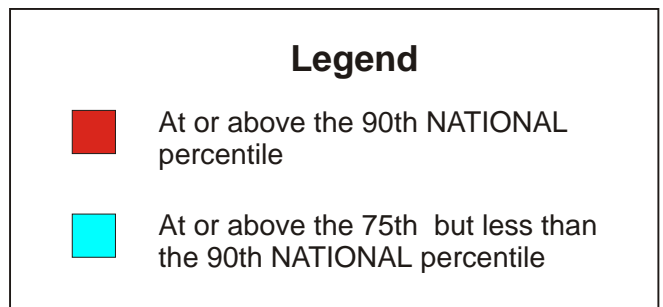 Legend
At or above the 90th NATIONAL
percentile
At or above the 75th but less than
the 90th NATIONAL percentile